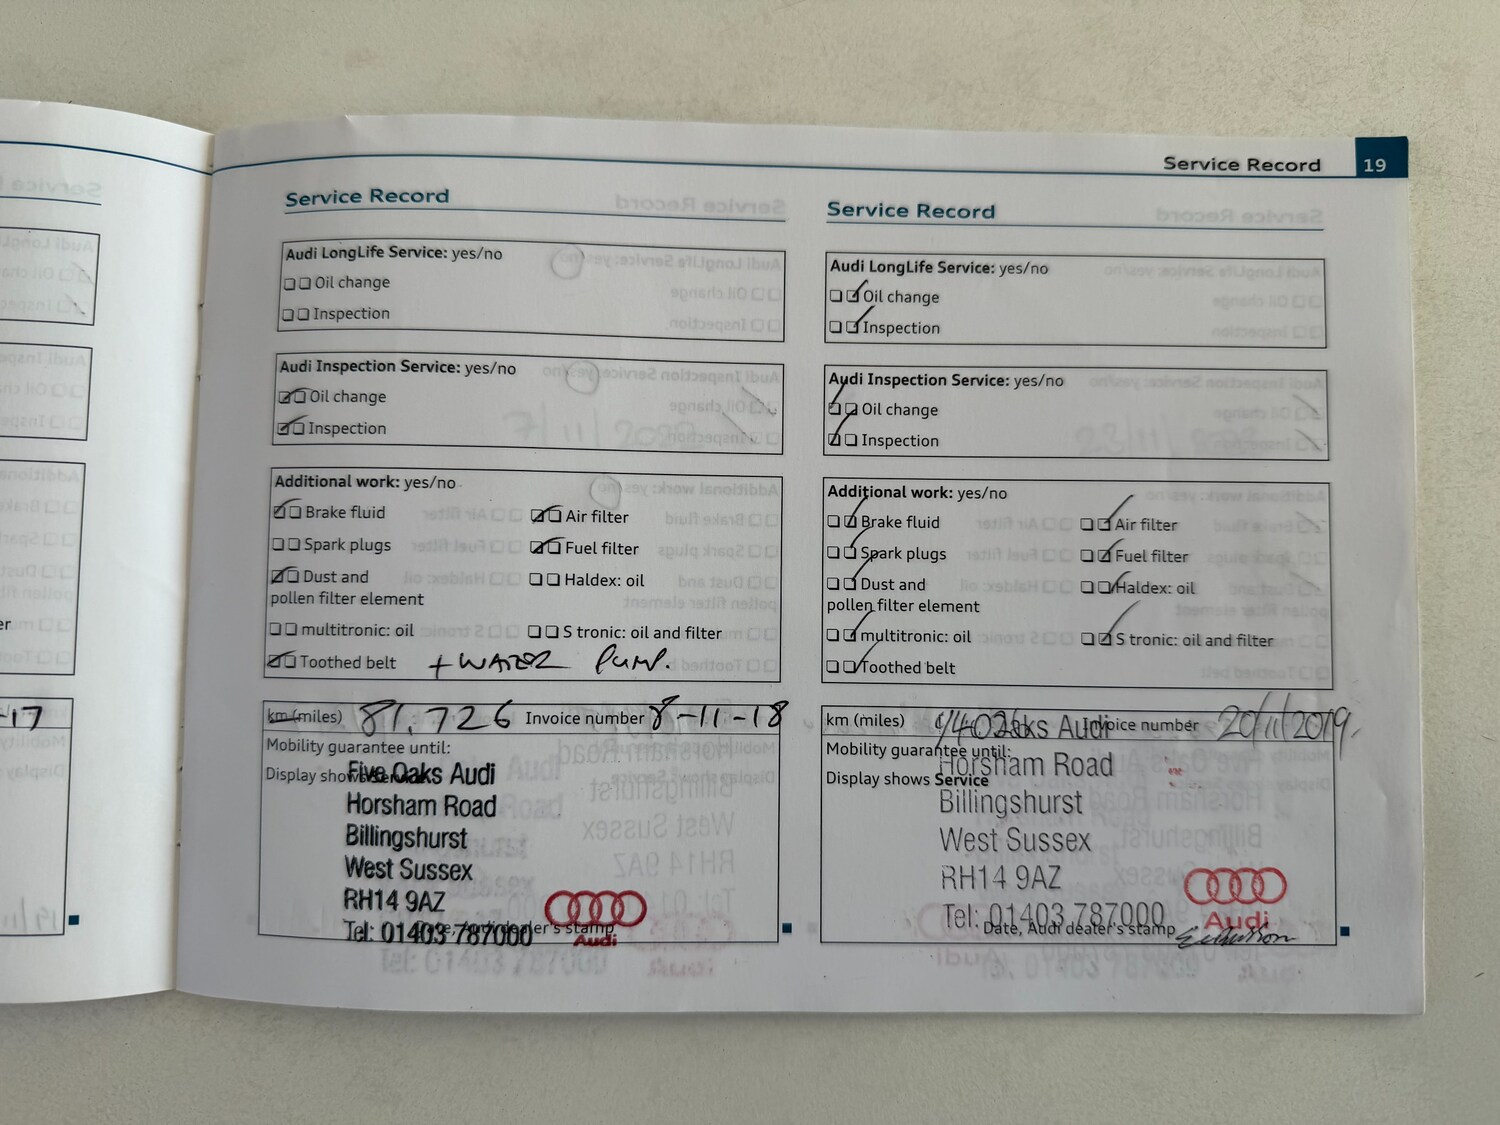 Service Record 19
Service Record
Audi LongLife Service: yes/no
Oil change
Inspection
Audi Inspection Service: yes/no
Oil change
Inspection
Additional work: yes/no
Brake fluid
Air filter
Spark plugs
Fuel filter
Dust and
Haldex: oil
pollen filter element
multitronic: oil
S tronic: oil and filter
Toothed belt + WATER PUMP.
km (miles) 81,726 Invoice number 8-11-18
Mobility guarantee until:
Display shows Service
Five Oaks Audi
Horsham Road
Billingshurst
West Sussex
RH14 9AZ
Tel: 01403 787000
Audi
Date, Audi dealer's stamp
Service Record
Audi LongLife Service: yes/no
Oil change
Inspection
Audi Inspection Service: yes/no
Oil change
Inspection
Additional work: yes/no
Brake fluid
Air filter
Spark plugs
Fuel filter
Dust and
Haldex: oil
pollen filter element
multitronic: oil
S tronic: oil and filter
Toothed belt
km (miles) Invoice number 20/11/2019.
Oaks Audi
Mobility guarantee until:
Display shows Service
Horsham Road
Billingshurst
West Sussex
RH14 9AZ
Tel: 01403 787000
Audi
Date, Audi dealer's stamp
-17